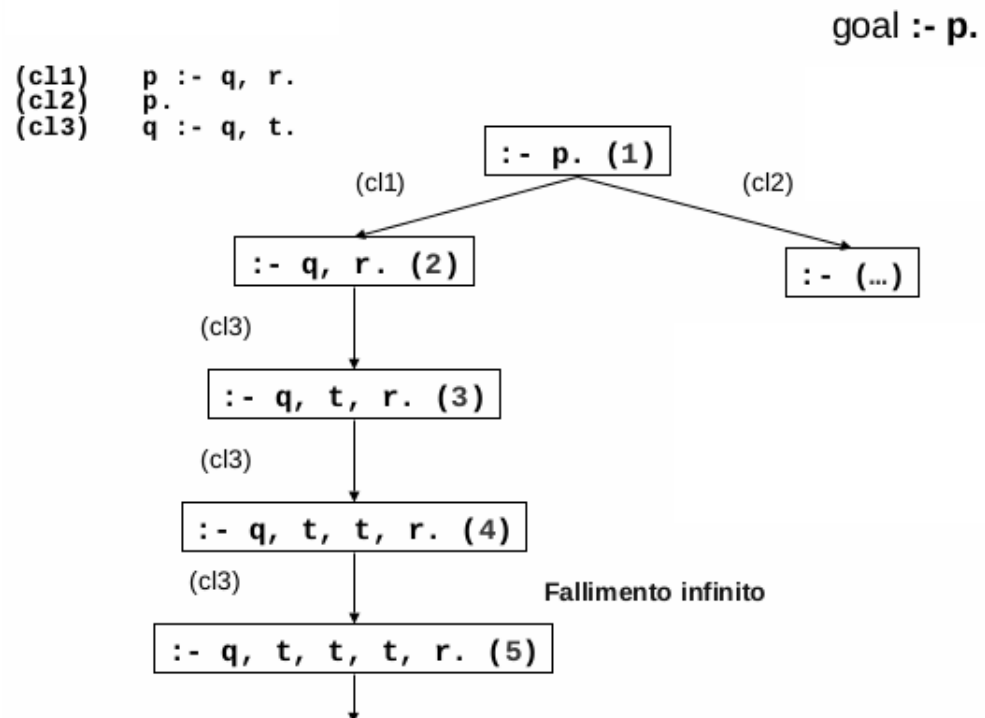 goal :- p.
(cl1) p :- q, r.
(cl2) p.
(cl3) q :- q, t.
:- p. (1)
(cl1)
(cl2)
:- q, r. (2)
:- (…)
(cl3)
:- q, t, r. (3)
(cl3)
:- q, t, t, r. (4)
(cl3)
Fallimento infinito
:- q, t, t, t, r. (5)